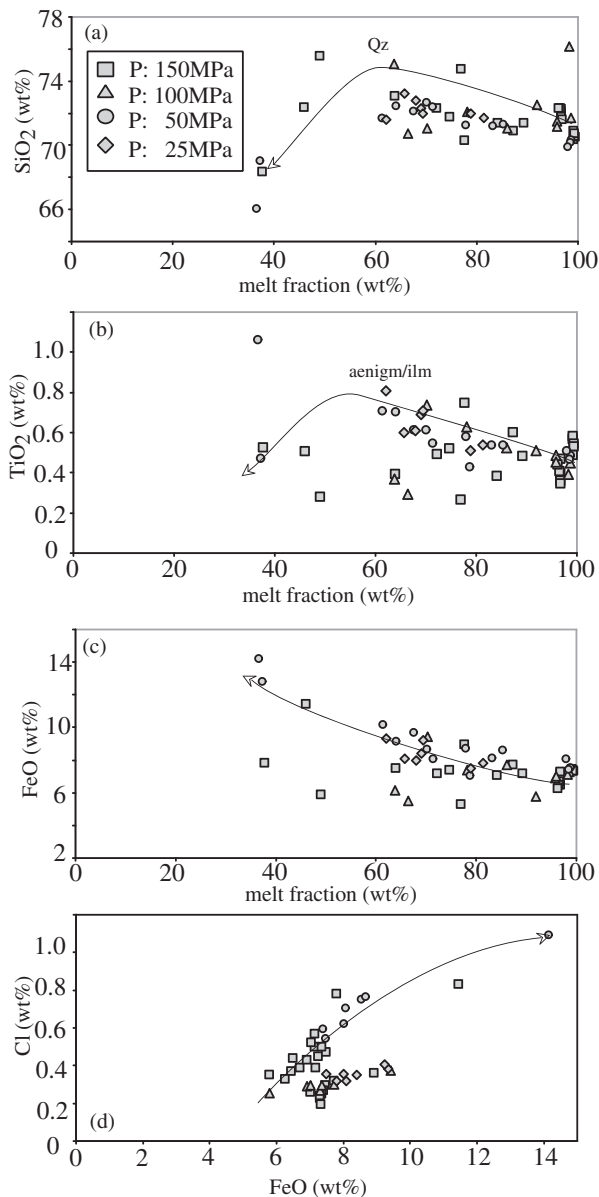 78
(a)
Qz
P: 150MPa
P: 100MPa
P: 50MPa
P: 25MPa
74
70
66
SiO2 (wt%)
0 20 40 60 80 100
melt fraction (wt%)
(b)
aenigm/ilm
1.0
0.8
0.6
0.4
0.2
0
TiO2 (wt%)
0 20 40 60 80 100
melt fraction (wt%)
(c)
14
10
6
2
FeO (wt%)
0 20 40 60 80 100
melt fraction (wt%)
1.0
0.8
0.6
0.4
0.2
0
Cl (wt%)
(d)
0 2 4 6 8 10 12 14
FeO (wt%)